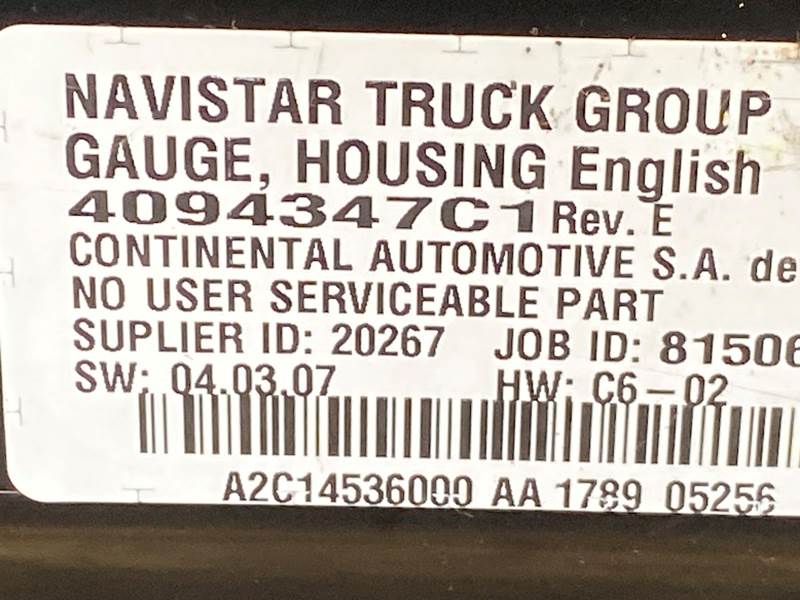 NAVISTAR TRUCK GROUP
GAUGE, HOUSING English
4094347C1 Rev. E
CONTINENTAL AUTOMOTIVE S.A. de
NO USER SERVICEABLE PART
SUPLIER ID: 20267 JOB ID: 81506
SW: 04.03.07 HW: C6-02
A2C14536000 AA 1789 05256